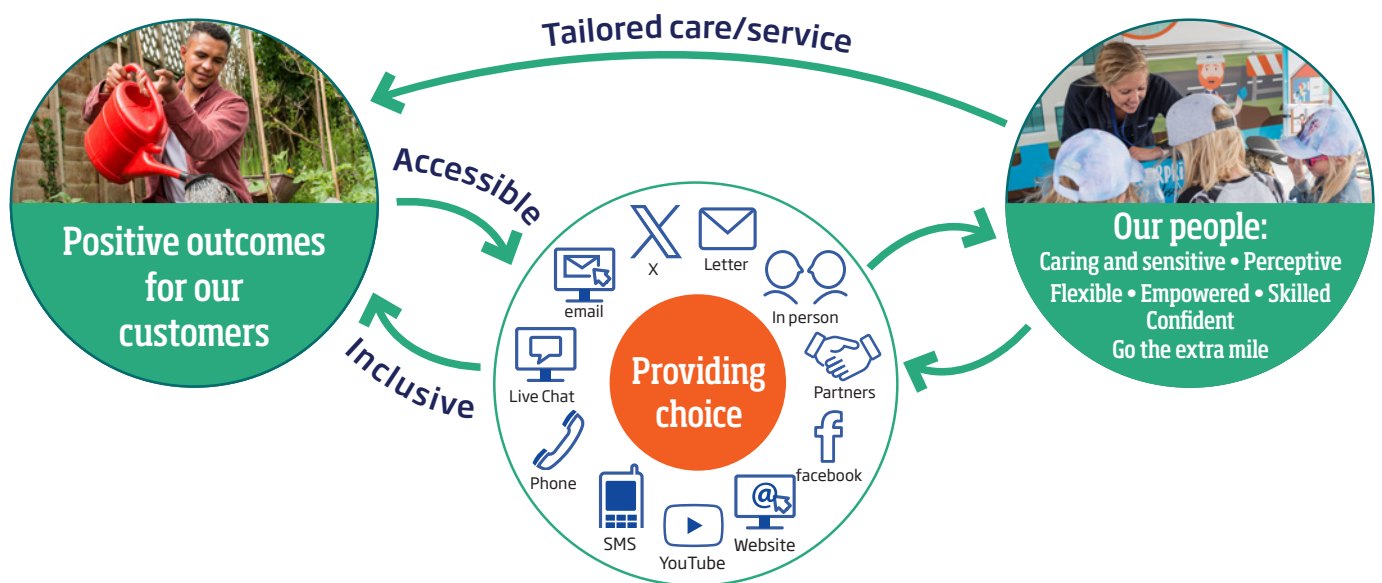 Tailored care/service
Accessible
Inclusive
Positive outcomes
for our
customers
X
Letter
In person
Partners
facebook
Website
@
YouTube
SMS
Phone
Live Chat
email
Providing
choice
Our people:
Caring and sensitive • Perceptive
Flexible • Empowered • Skilled
Confident
Go the extra mile